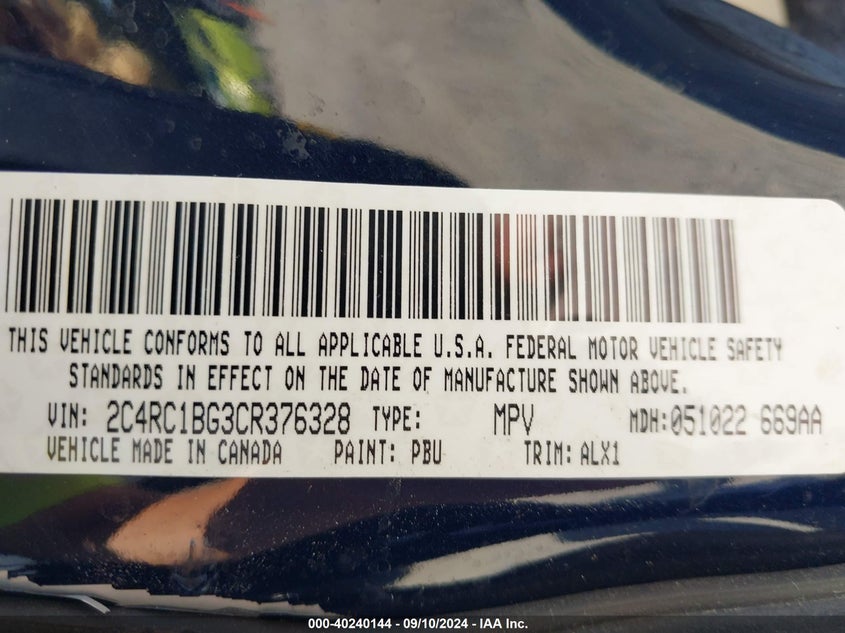 THIS VEHICLE CONFORMS TO ALL APPLICABLE U.S.A. FEDERAL MOTOR VEHICLE SAFETY
STANDARDS IN EFFECT ON THE DATE OF MANUFACTURE SHOWN ABOVE.
VIN: 2C4RC1BG3CR376328 TYPE: MPV MDH:051022 669AA
VEHICLE MADE IN CANADA PAINT: PBU TRIM: ALX1
000-40240144 - 09/10/2024 - IAA Inc.